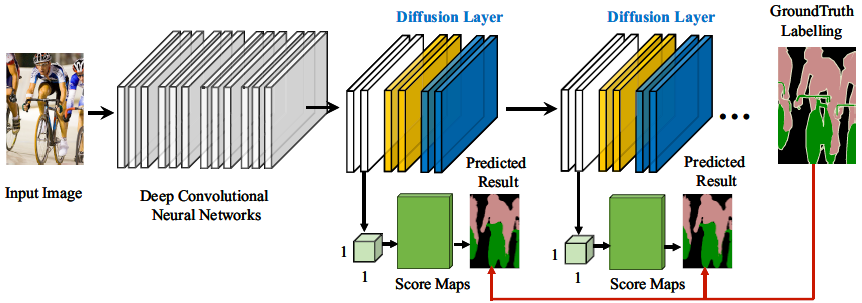 Diffusion Layer
Diffusion Layer
GroundTruth
Labelling
Input Image
Deep Convolutional
Neural Networks
Predicted
Result
1
1
Score Maps
Predicted
Result
1
1
Score Maps